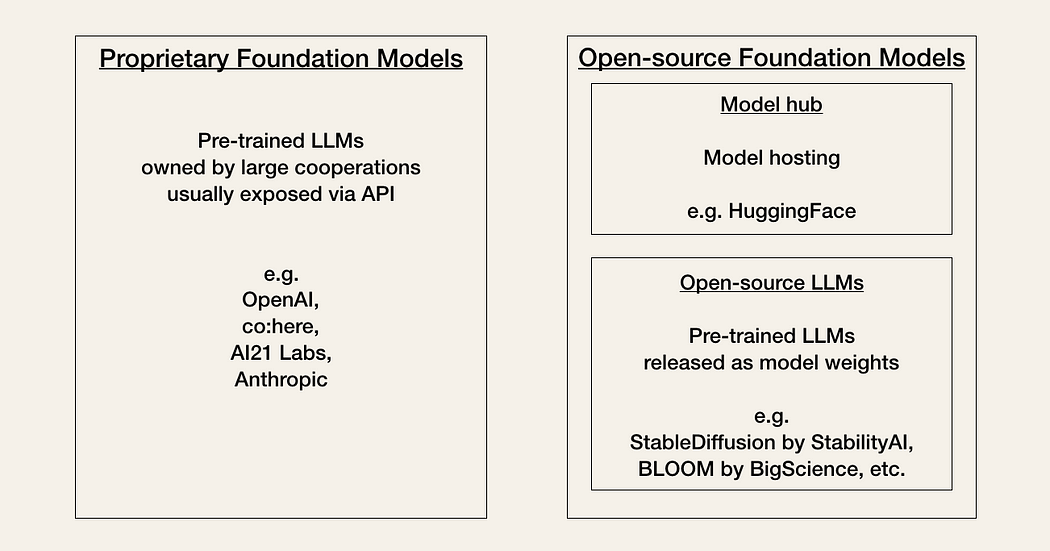 Proprietary Foundation Models
Pre-trained LLMs
owned by large cooperations
usually exposed via API
e.g.
OpenAI,
co:here,
AI21 Labs,
Anthropic
Open-source Foundation Models
Model hub
Model hosting
e.g. HuggingFace
Open-source LLMs
Pre-trained LLMs
released as model weights
e.g.
StableDiffusion by StabilityAI,
BLOOM by BigScience, etc.